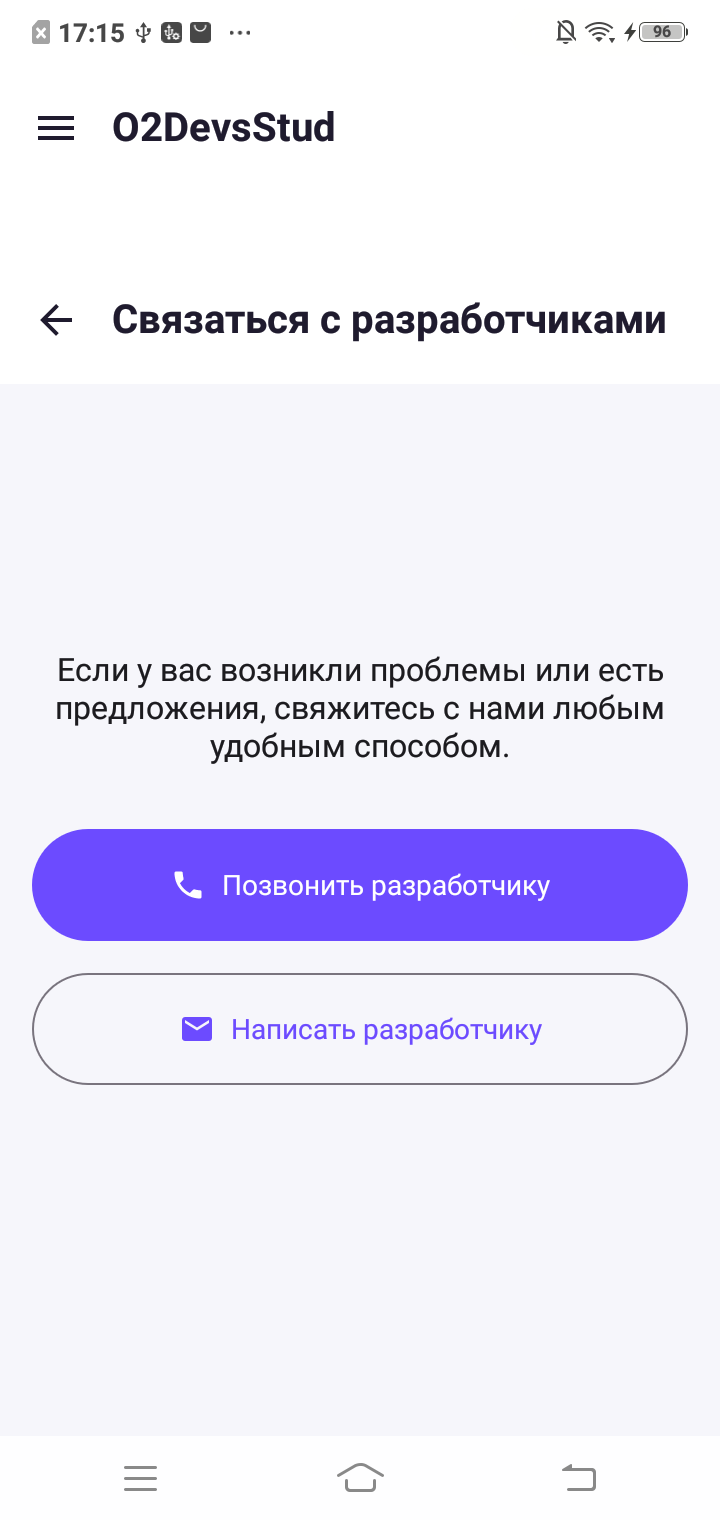 17:15
96
O2DevsStud
Связаться с разработчиками
Если у вас возникли проблемы или есть
предложения, свяжитесь с нами любым
удобным способом.
Позвонить разработчику
Написать разработчику